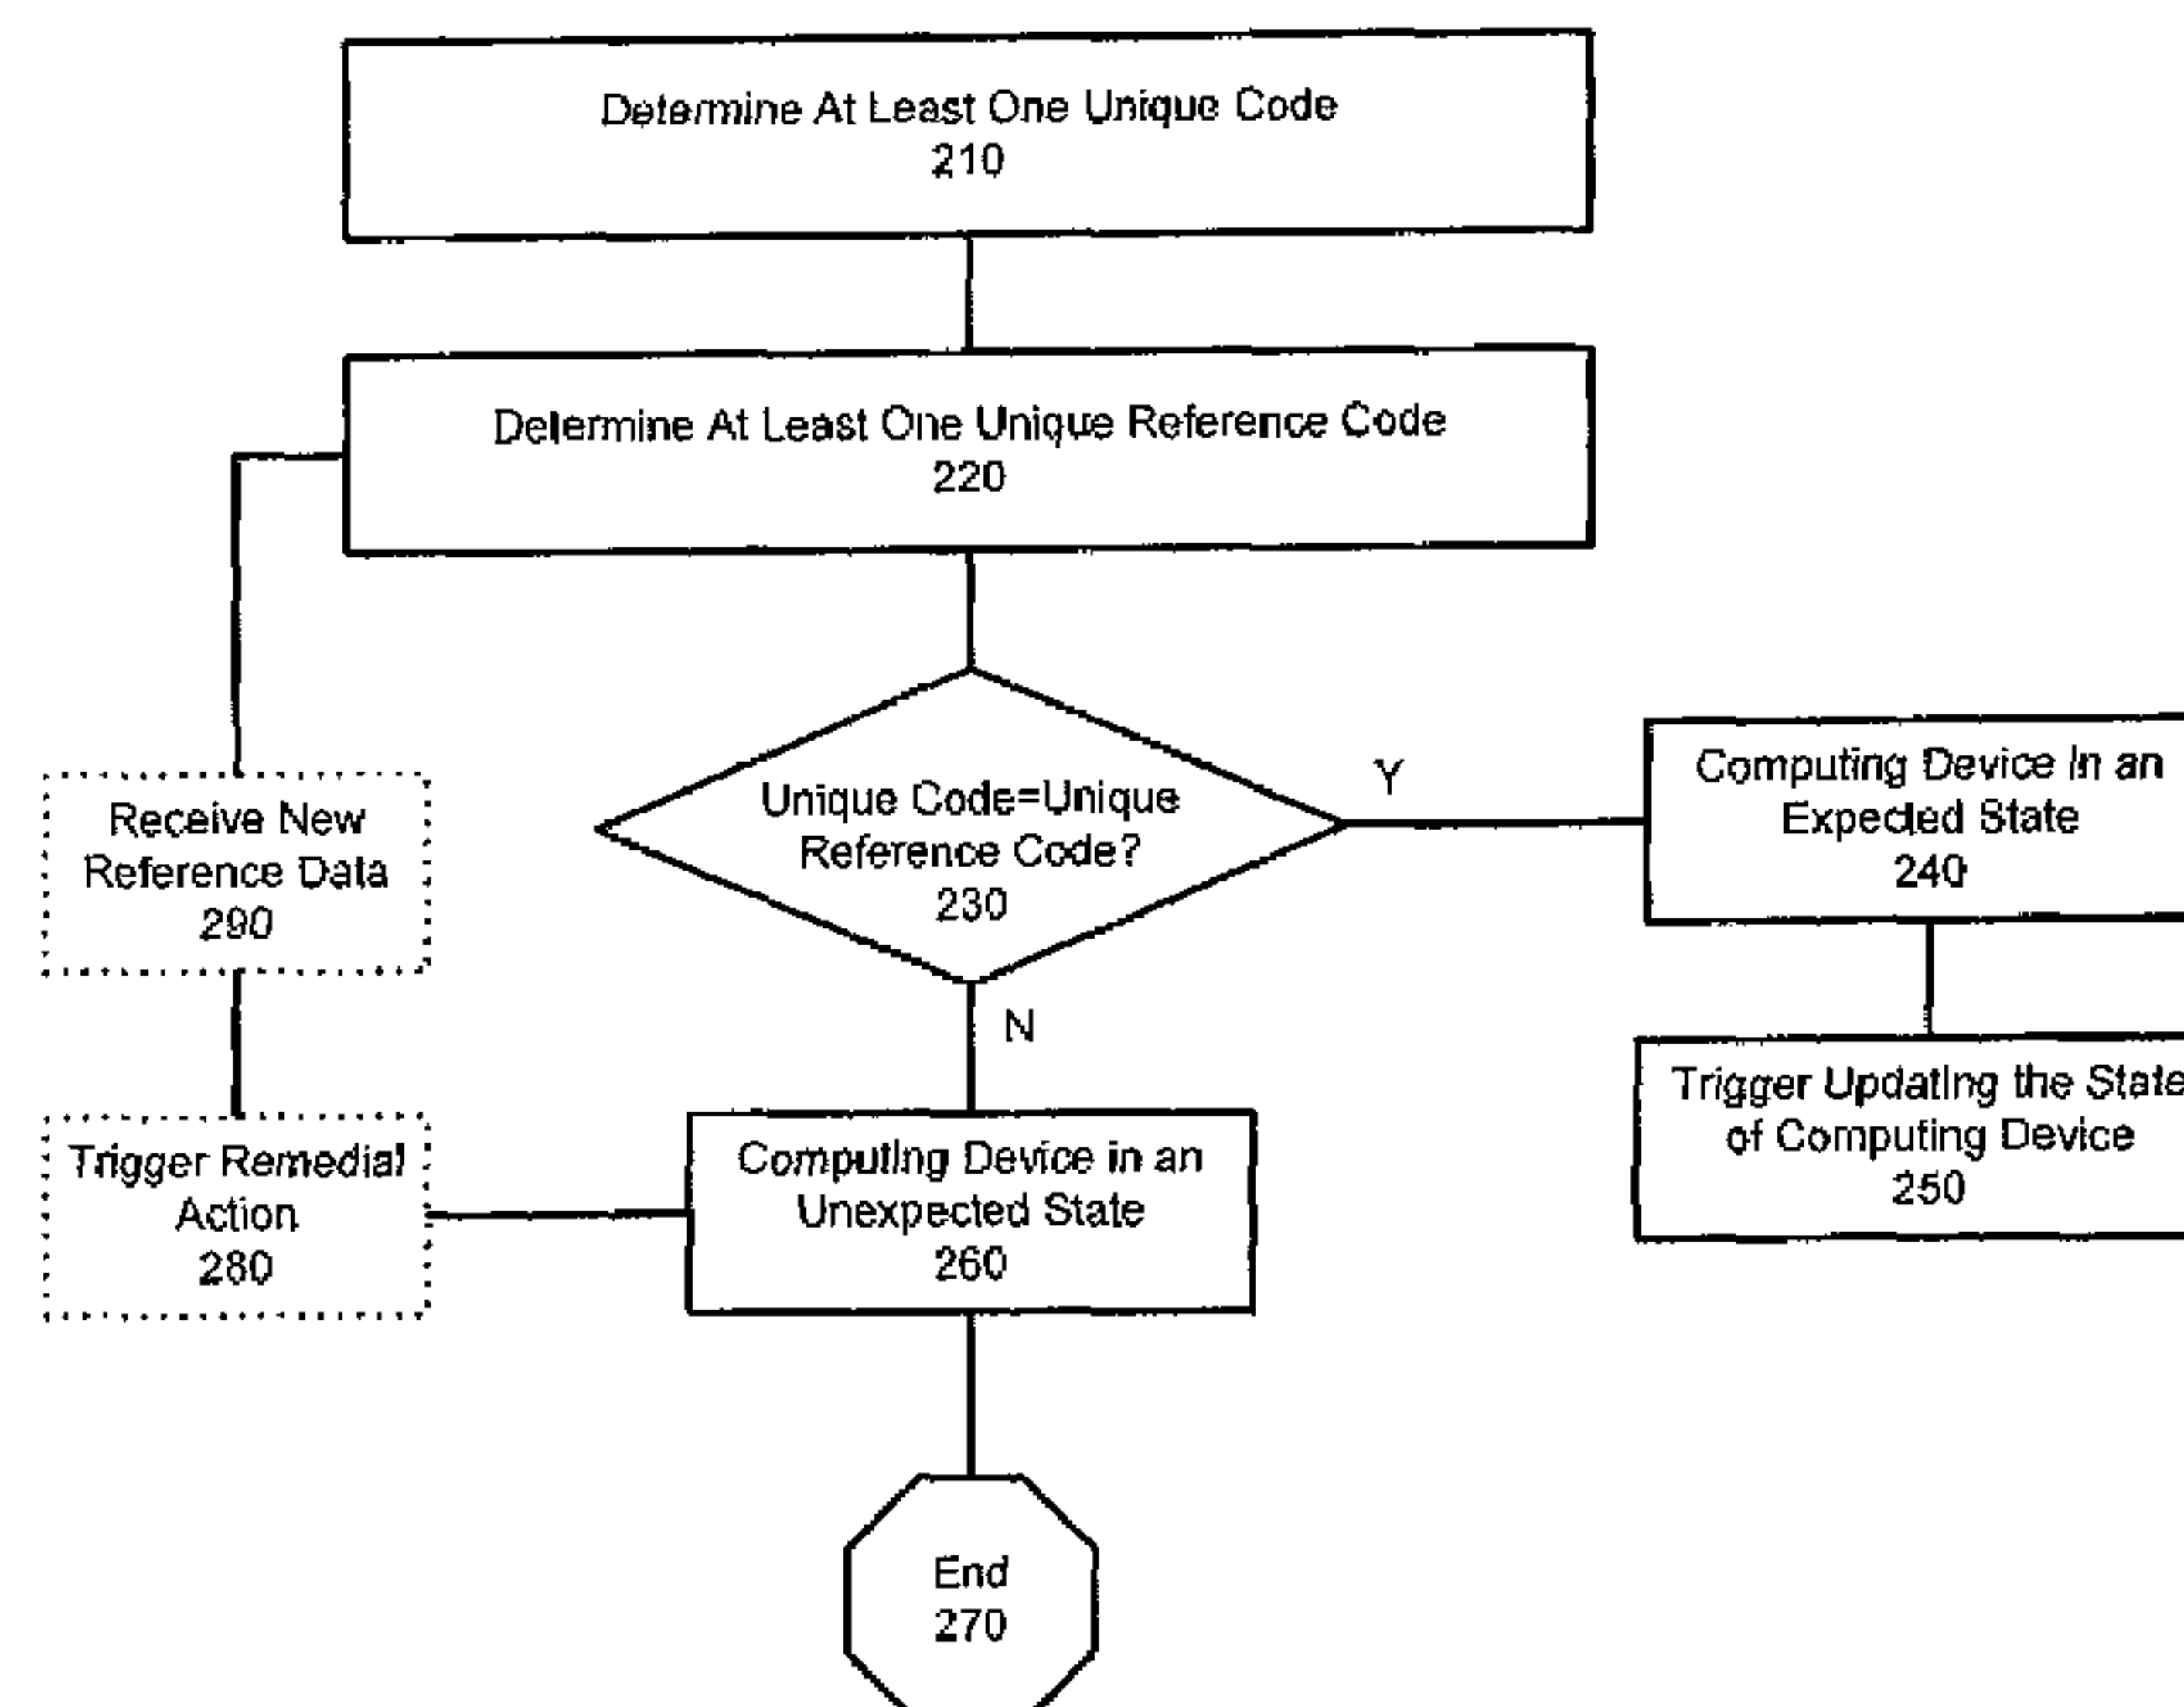 Determine At Least One Unique Code
210
Determine At Least One Unique Reference Code
220
Unique Code=Unique
Reference Code?
230
Y
N
Computing Device in an
Expected State
240
Trigger Updating the State
of Computing Device
250
Receive New
Reference Data
290
Trigger Remedial
Action
280
Computing Device in an
Unexpected State
260
End
270